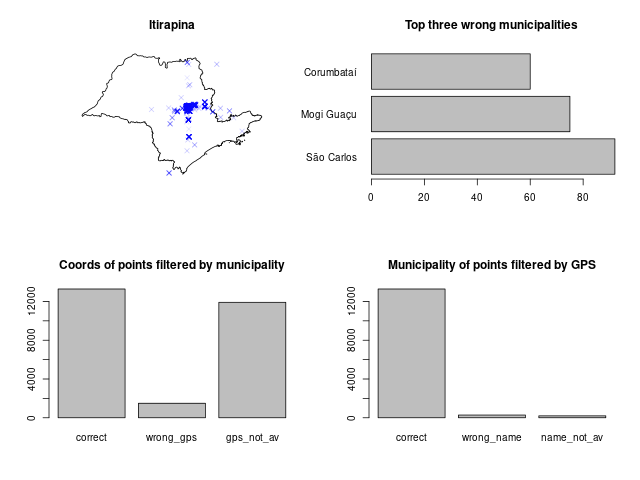 Itirapina
Top three wrong municipalities
Corumbataí
Mogi Guaçu
São Carlos
0 20 40 60 80
Coords of points filtered by municipality
0 4000 8000 12000
correct wrong_gps gps_not_av
Municipality of points filtered by GPS
0 4000 8000 12000
correct wrong_name name_not_av